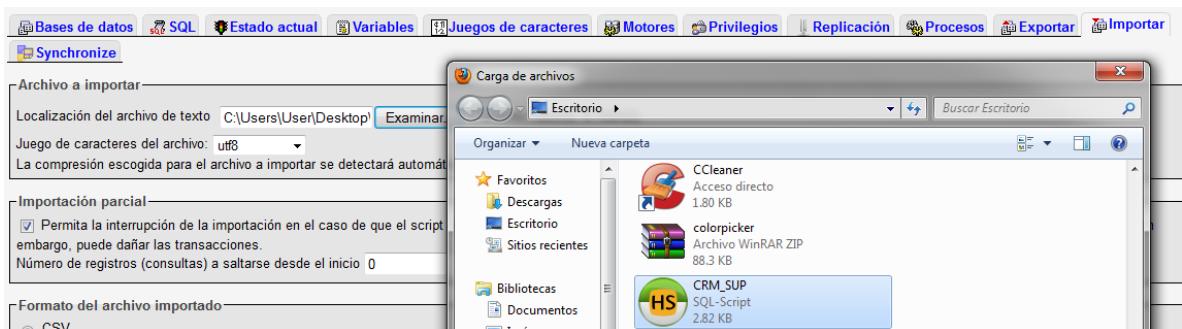 Bases de datos SQL Estado actual Variables Juegos de caracteres Motores Privilegios Replicación Procesos Exportar Importar
Synchronize
Archivo a importar
Localización del archivo de texto C:\Users\User\Desktop\ Examinar.
Juego de caracteres del archivo: utf8
La compresión escogida para el archivo a importar se detectará automát
Importación parcial
Permita la interrupción de la importación en el caso de que el script
embargo, puede dañar las transacciones.
Número de registros (consultas) a saltarse desde el inicio 0
Formato del archivo importado
CSV
Carga de archivos
Escritorio
Buscar Escritorio
Organizar Nueva carpeta
Favoritos
Descargas
Escritorio
Sitios recientes
Bibliotecas
Documentos
CCleaner
Acceso directo
1.80 KB
colorpicker
Archivo WinRAR ZIP
88.3 KB
HS
CRM_SUP
SQL-Script
2.82 KB